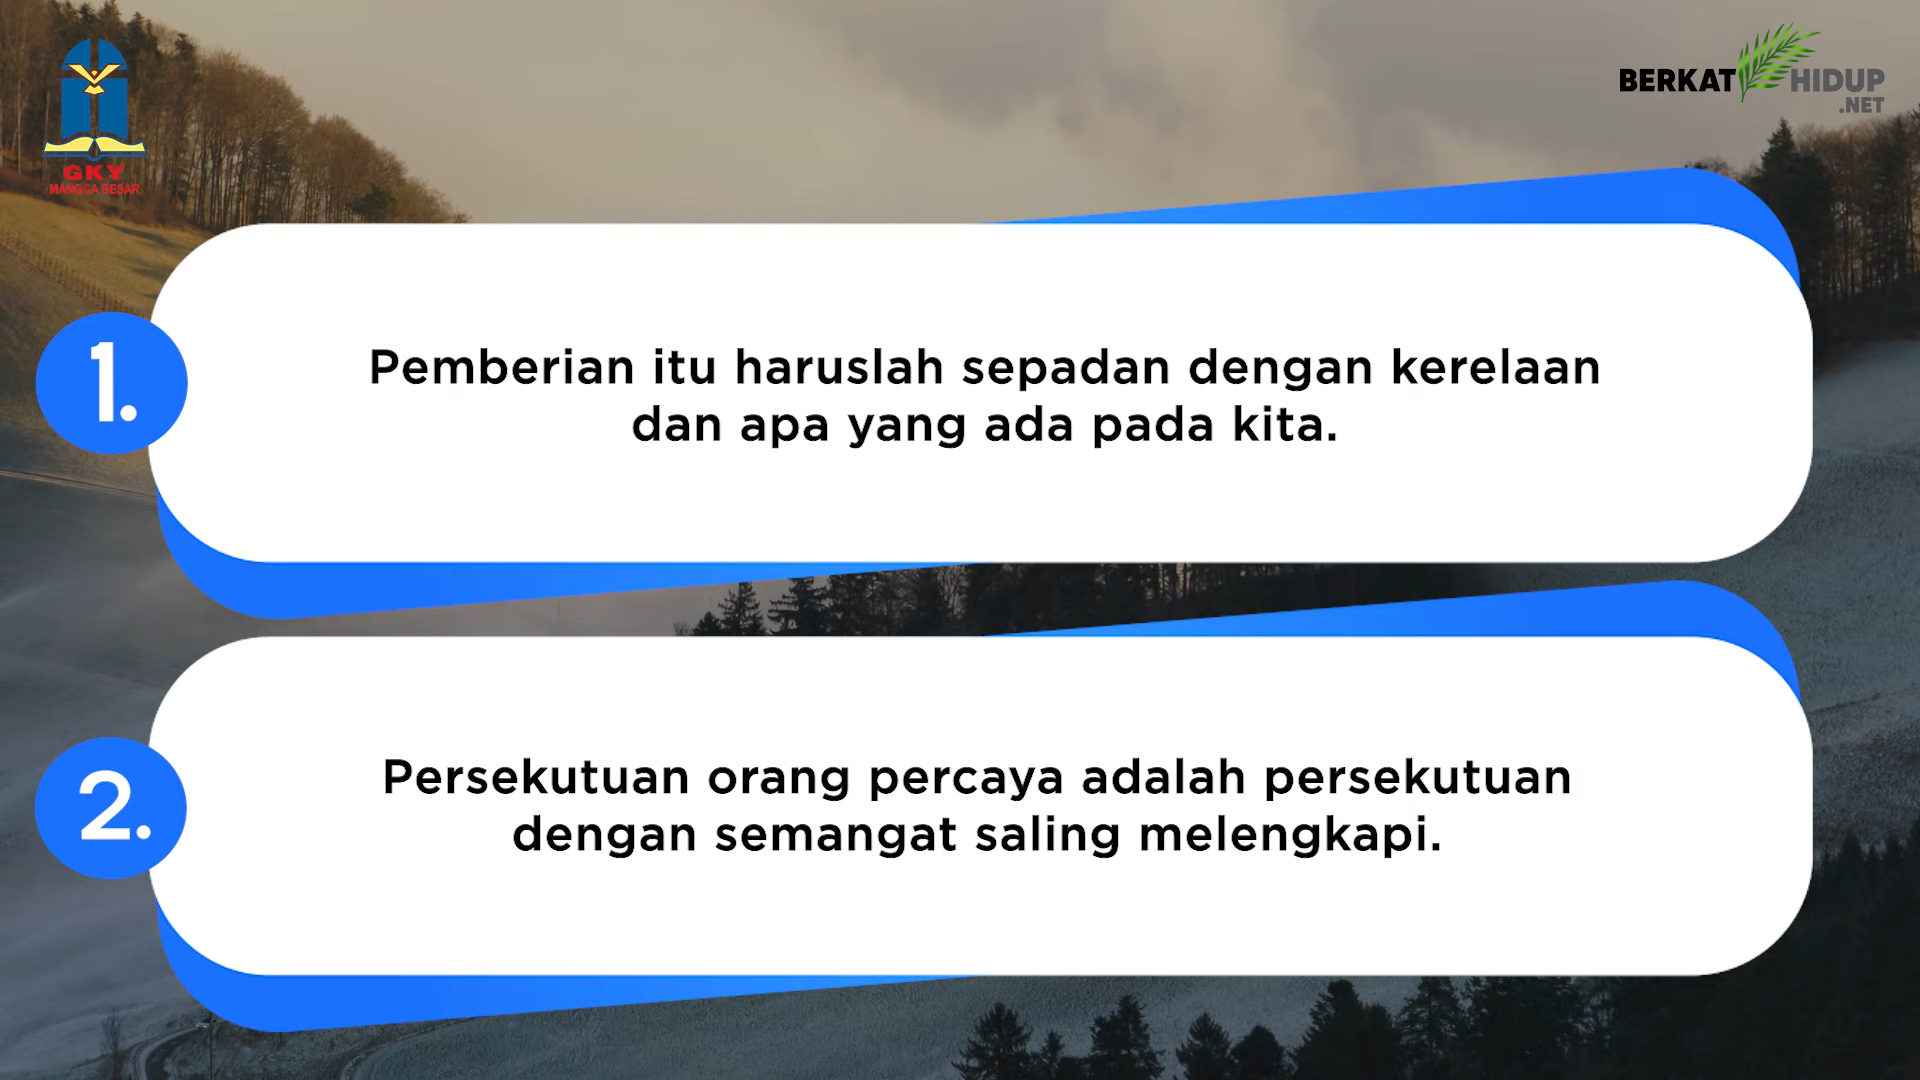 GKY
MANGGA BESAR
BERKAT HIDUP
.NET
1.
Pemberian itu haruslah sepadan dengan kerelaan
dan apa yang ada pada kita.
2.
Persekutuan orang percaya adalah persekutuan
dengan semangat saling melengkapi.